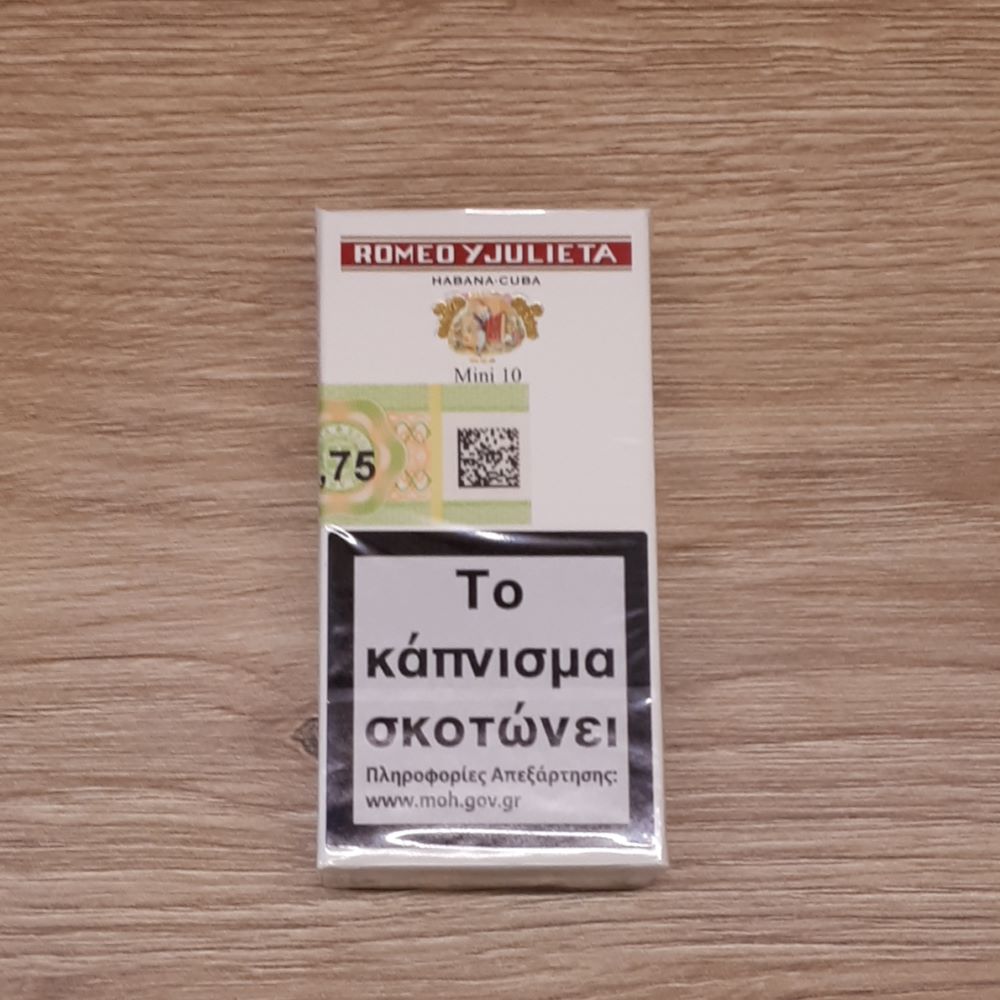 ROMEO Y JULIETA
HABANA-CUBA
Mini 10
,75
Το
κάπνισμα
σκοτώνει
Πληροφορίες Απεξάρτησης:
www.moh.gov.gr